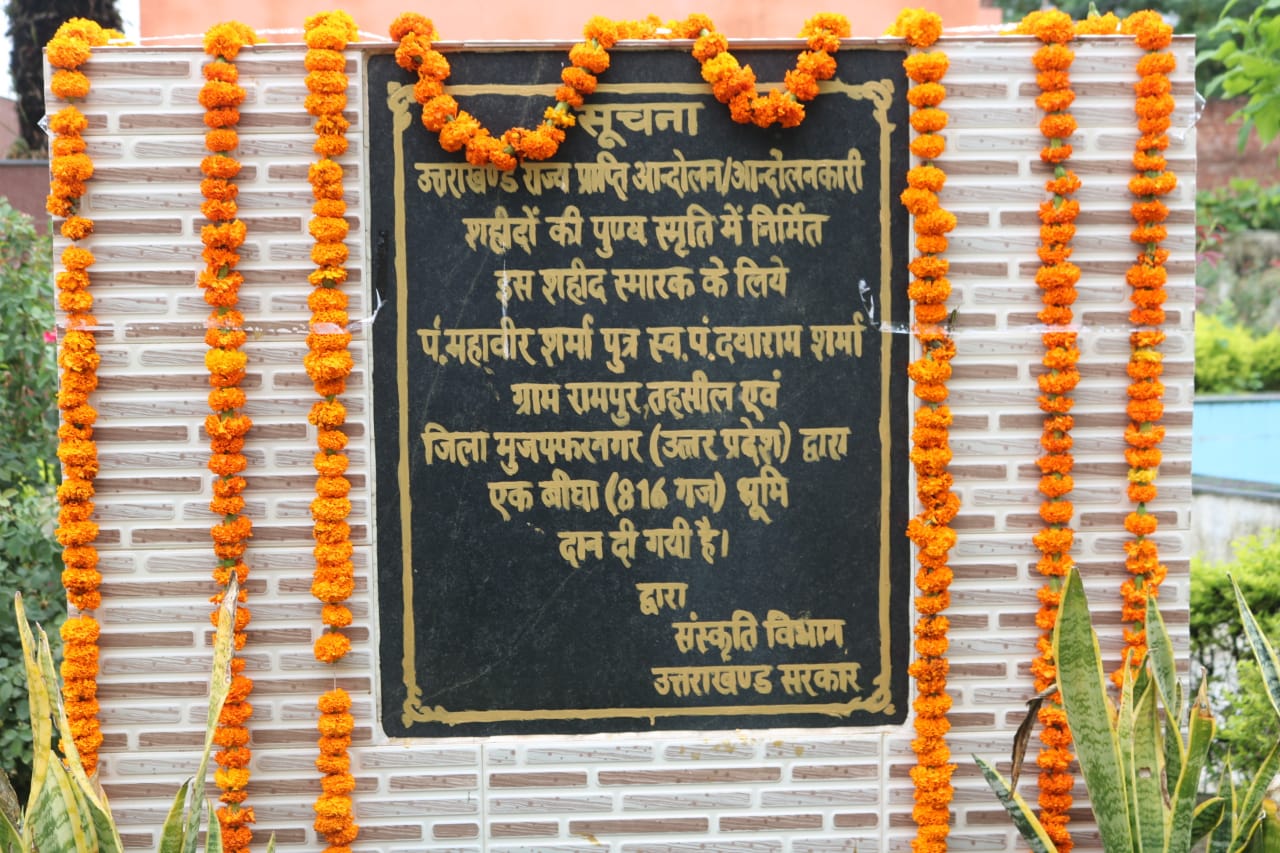 सूचना
उत्तराखण्ड राज्य प्राप्ति आन्दोलन/आन्दोलनकारी
शहीदों की पुण्य स्मृति में निर्मित
इस शहीद स्मारक के लिये
पं.महावीर शर्मा पुत्र स्व.पं.दयाराम शर्मा
ग्राम रामपुर,तहसील एवं
जिला मुजफ्फरनगर (उत्तर प्रदेश) द्वारा
एक बीघा (816 गज) भूमि
दान दी गयी है।
द्वारा
संस्कृति विभाग,
उत्तराखण्ड सरकार